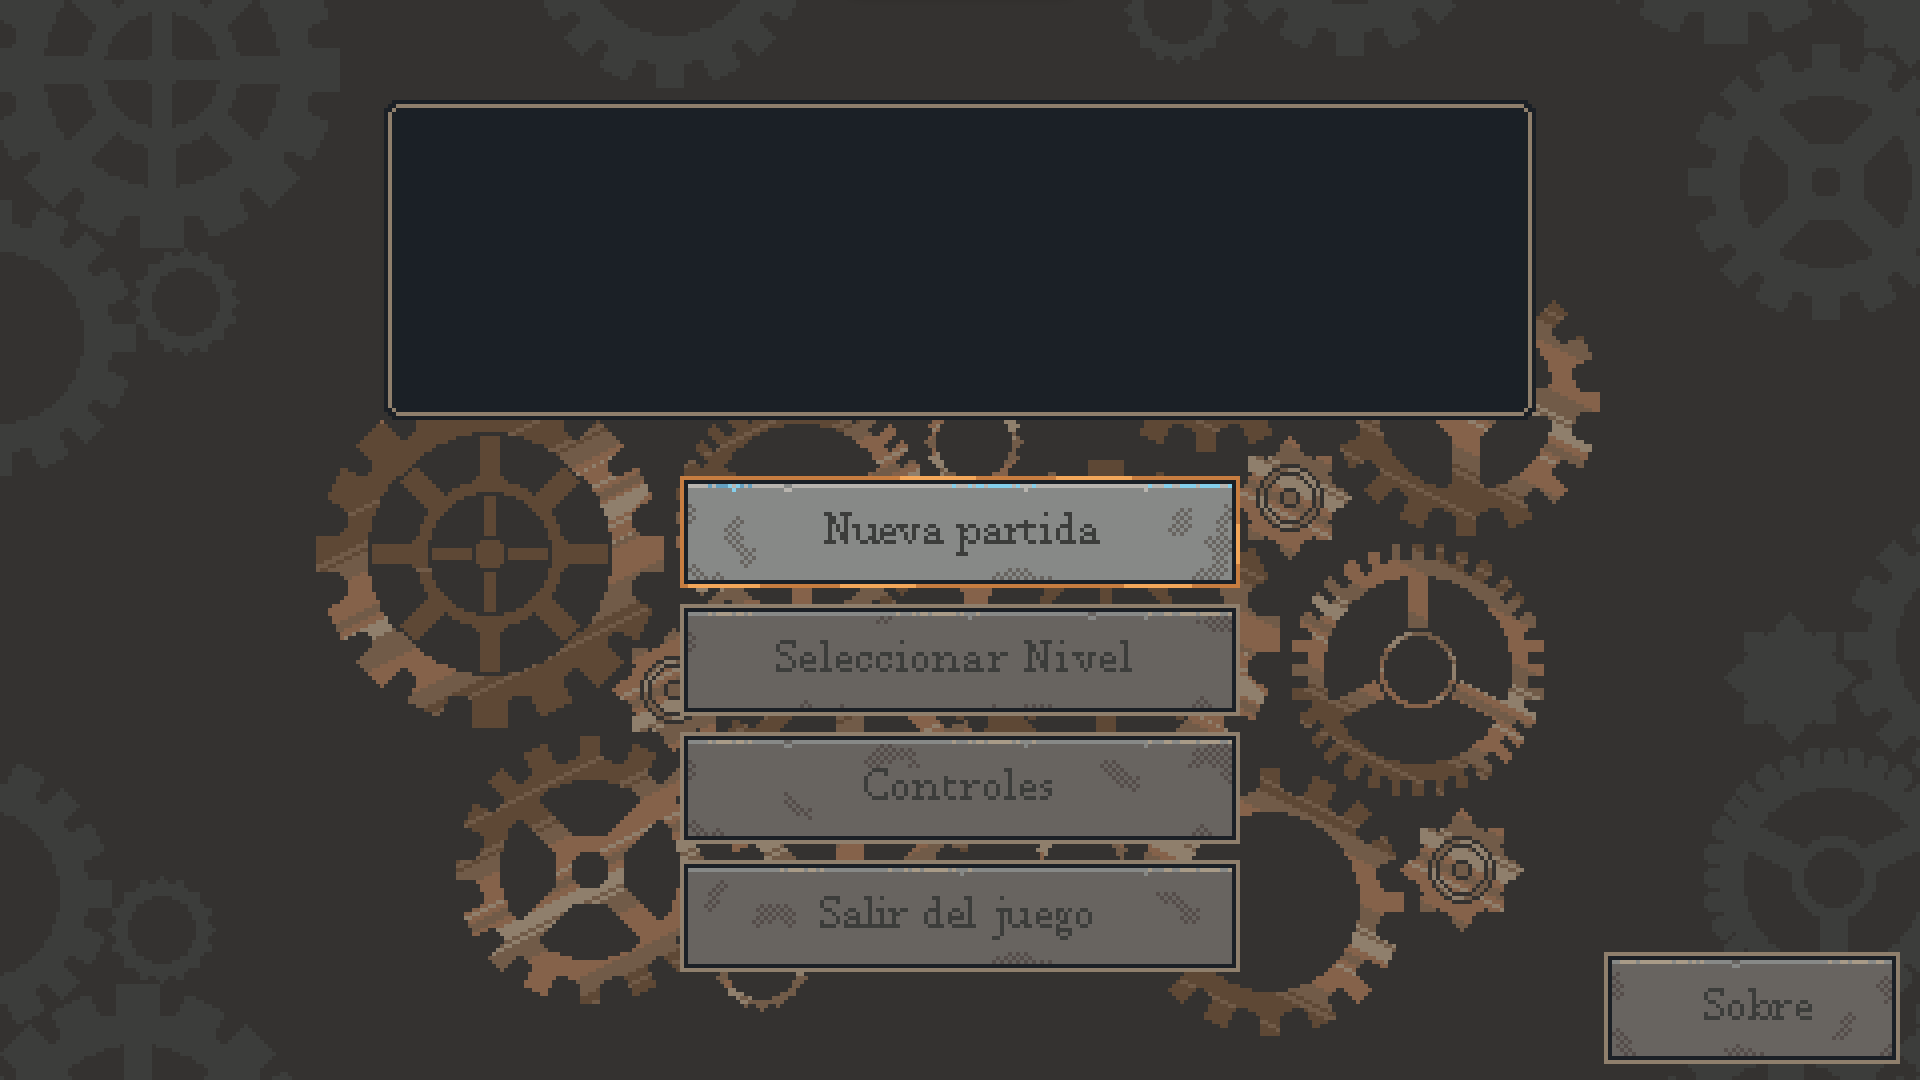 Nueva partida
Seleccionar Nivel
Controles
Salir del juego
Sobre